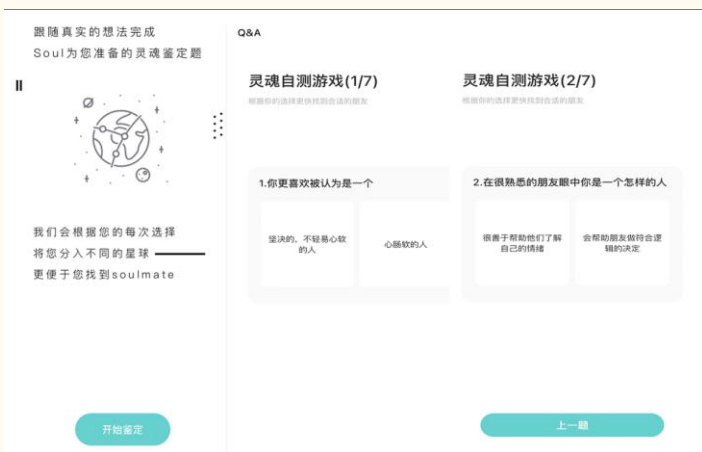 跟随真实的想法完成
Soul为您准备的灵魂鉴定题
我们会根据您的每次选择
将您分入不同的星球
更便于您找到soulmate
开始鉴定
Q&A
灵魂自测游戏(1/7)
根据你的选择更快找到合适的朋友
1.你更喜欢被认为是一个
坚决的，不轻易心软
的人
心肠软的人
灵魂自测游戏(2/7)
根据你的选择更快找到合适的朋友
2.在很熟悉的朋友眼中你是一个怎样的人
很善于帮助他们了解
自己的情绪
会帮助朋友做符合逻
辑的决定
上一题